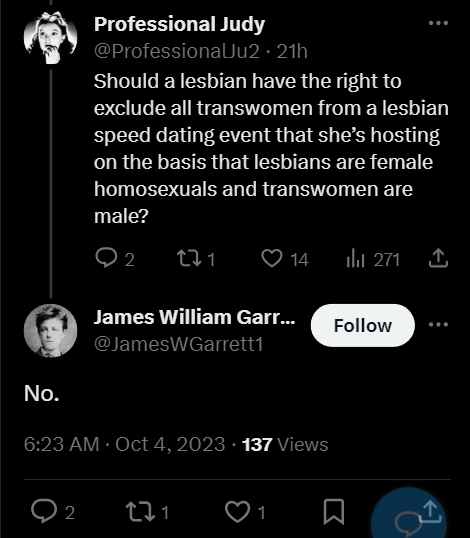 Professional Judy
@ProfessionalJu2 · 21h
Should a lesbian have the right to
exclude all transwomen from a lesbian
speed dating event that she’s hosting
on the basis that lesbians are female
homosexuals and transwomen are
male?
2 1 14 271
James William Garr...
Follow
@JamesWGarrett1
No.
6:23 AM · Oct 4, 2023 · 137 Views
2 1 1